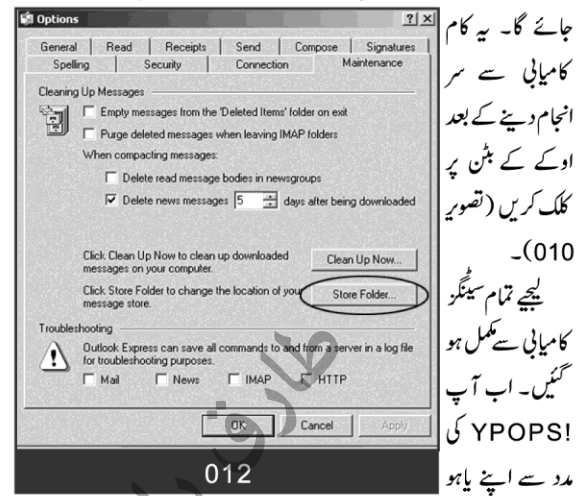 Options
General Read Receipts Send Compose Signatures
Spelling Security Connection Maintenance
Cleaning Up Messages
Empty messages from the 'Deleted Items' folder on exit
Purge deleted messages when leaving IMAP folders
When compacting messages:
Delete read message bodies in newsgroups
Delete news messages 5 days after being downloaded
Click Clean Up Now to clean up downloaded
messages on your computer.
Clean Up Now...
Click Store Folder to change the location of your
message store.
Store Folder...
Troubleshooting
Outlook Express can save all commands to and from a server in a log file
for troubleshooting purposes.
Mail News IMAP HTTP
OK Cancel Apply
012
جائے گا۔ یہ کام
کامیابی سے سر
انجام دینے کے بعد
اوکے کے بٹن پر
کلک کریں (تصویر
010)۔
لیجیے تمام سیٹنگز
کامیابی سے مکمل ہو
گئیں۔ اب آپ
YPOPS! کی
مدد سے اپنے یاہو
طارق